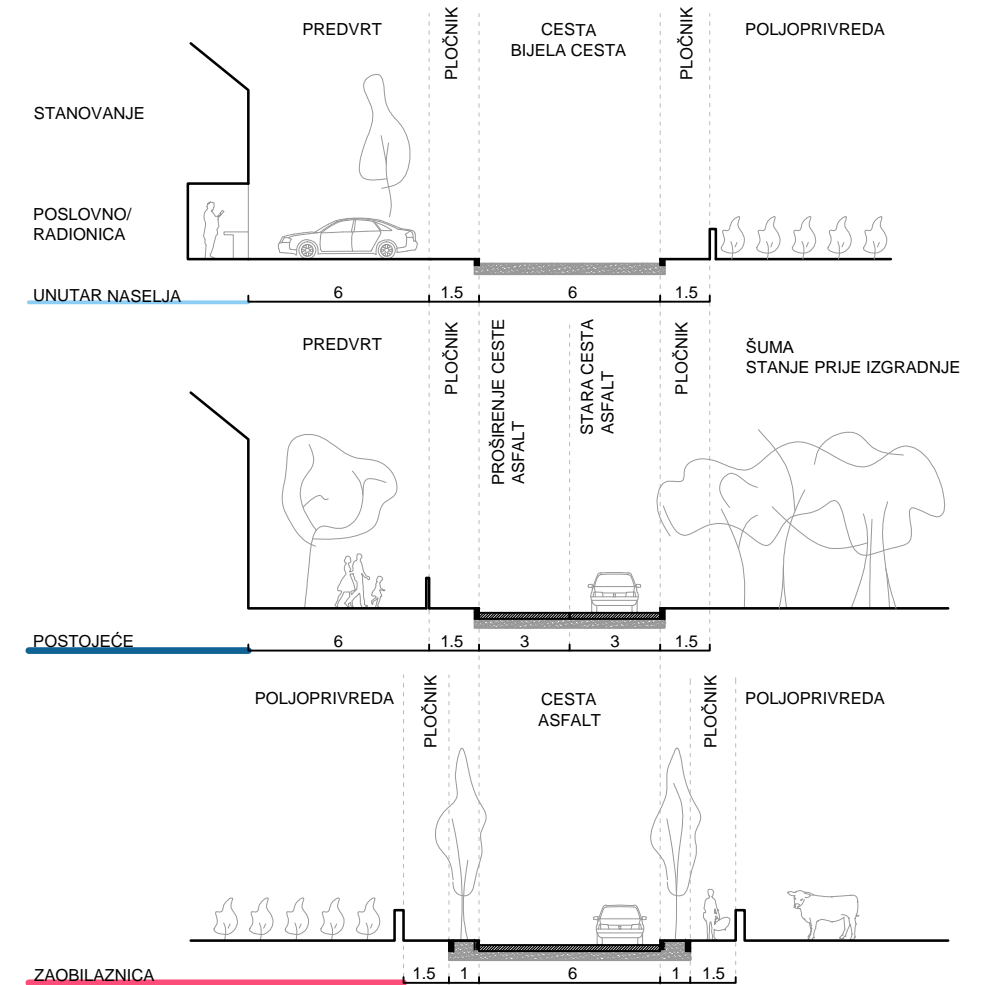 PREDVRT
PLOČNIK
CESTA
BIJELA CESTA
PLOČNIK
POLJOPRIVREDA
STANOVANJE
POSLOVNO/
RADIONICA
UNUTAR NASELJA
6
1.5
6
1.5
PREDVRT
PLOČNIK
PROŠIRENJE CESTE
ASFALT
STARA CESTA
ASFALT
PLOČNIK
ŠUMA
STANJE PRIJE IZGRADNJE
POSTOJEĆE
6
1.5
3
3
1.5
POLJOPRIVREDA
PLOČNIK
CESTA
ASFALT
PLOČNIK
POLJOPRIVREDA
ZAOBILAZNICA
1.5
1
6
1
1.5